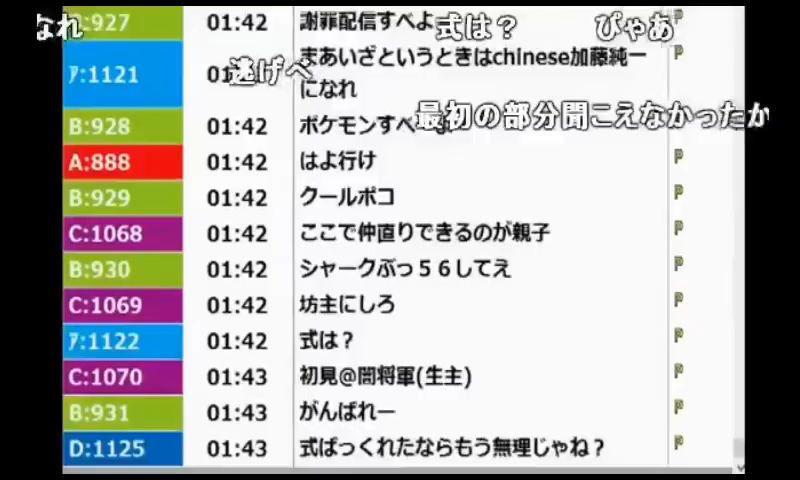 なれ
式は？
ぴゃあ
B:927 01:42 謝罪配信すべよ P
ア:1121 まあいざというときはchinese加藤純一 P
になれ
逃げべ
最初の部分聞こえなかったか
B:928 01:42 ポケモンすべ
A:888 01:42 はよ行け P
B:929 01:42 クールポコ P
C:1068 01:42 ここで仲直りできるのが親子 P
B:930 01:42 シャークぶっ５６してえ P
C:1069 01:42 坊主にしろ P
ア:1122 01:42 式は？ P
C:1070 01:43 初見@闇将軍(生主) P
B:931 01:43 がんばれー P
D:1125 01:43 式ばっくれたならもう無理じゃね？ P